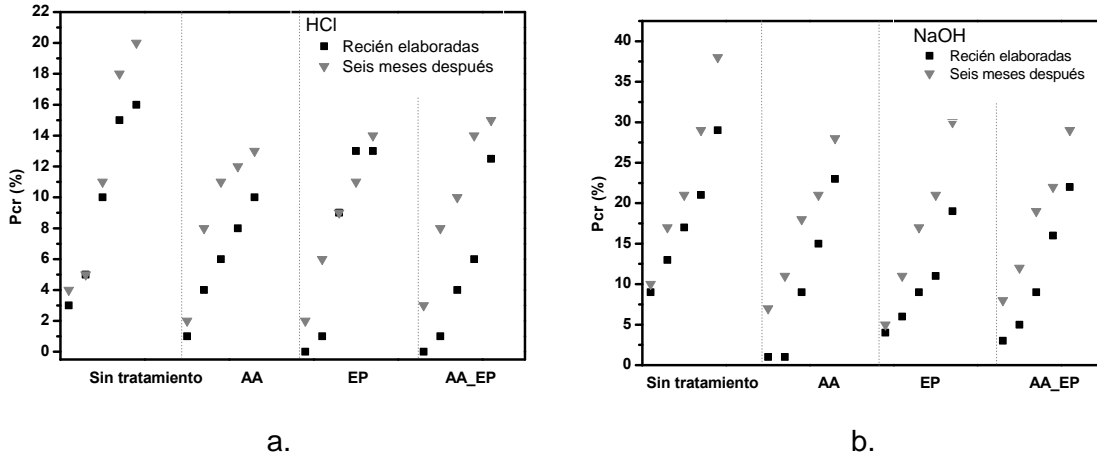 HCl
Recién elaboradas
Seis meses después
22
20
18
16
14
12
10
8
6
4
2
0
Pcr (%)
Sin tratamiento AA EP AA_EP
a.
NaOH
Recién elaboradas
Seis meses después
40
35
30
25
20
15
10
5
0
Pcr (%)
Sin tratamiento AA EP AA_EP
b.